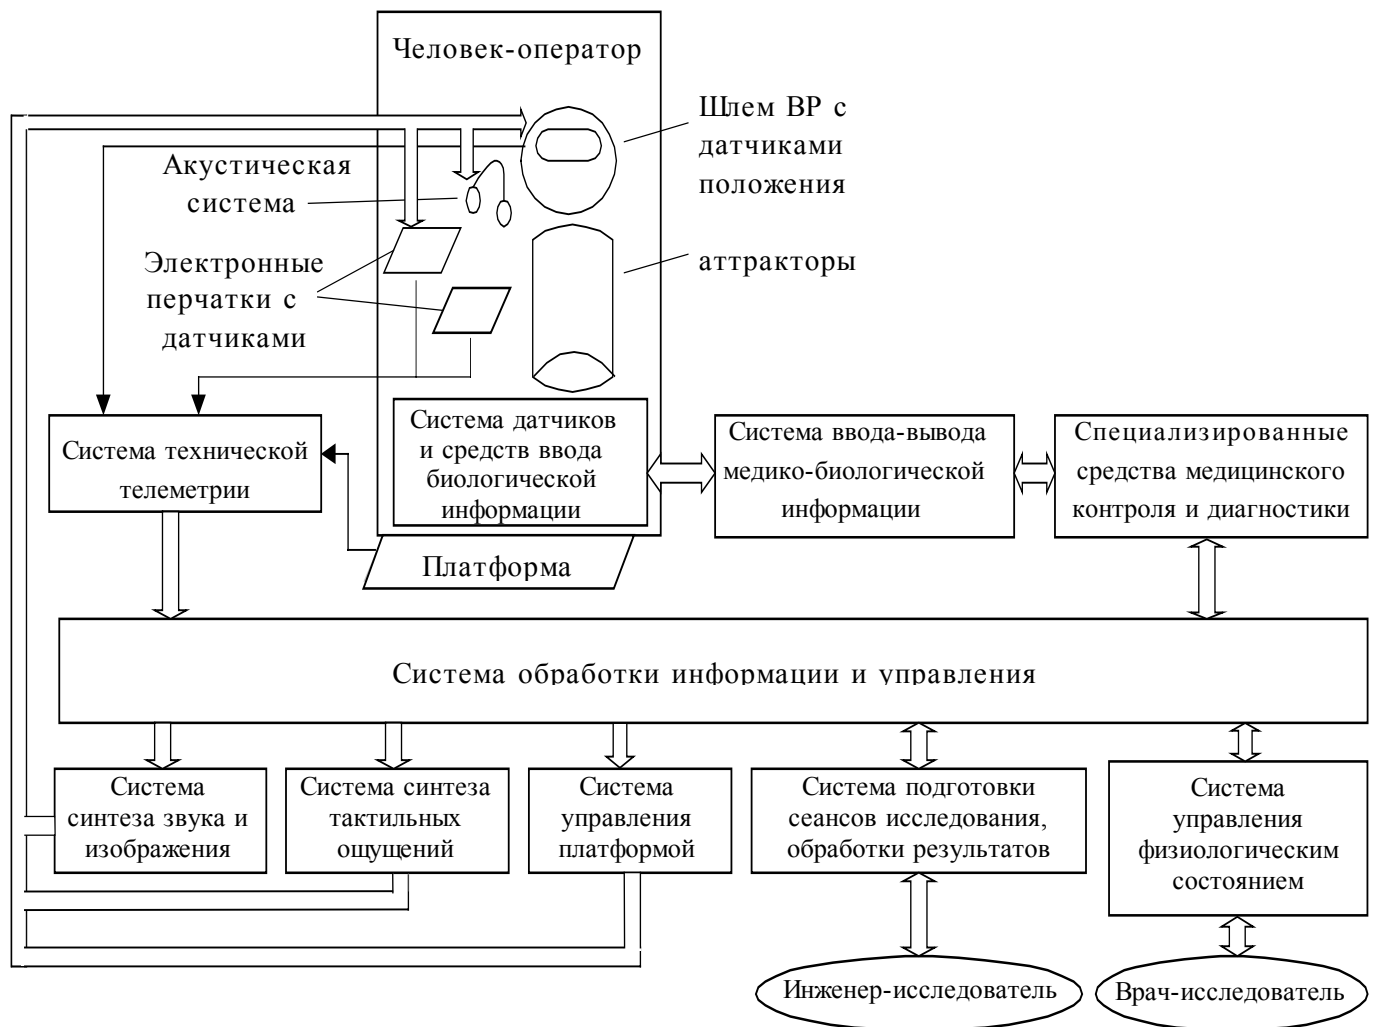 Человек-оператор
Шлем ВР с
датчиками
положения
Акустическая
система
аттракторы
Электронные
перчатки с
датчиками
Система технической
телеметрии
Система датчиков
и средств ввода
биологической
информации
Система ввода-вывода
медико-биологической
информации
Специализированные
средства медицинского
контроля и диагностики
Платформа
Система обработки информации и управления
Система
синтеза звука и
изображения
Система синтеза
тактильных
ощущений
Система
управления
платформой
Система подготовки
сеансов исследования,
обработки результатов
Система
управления
физиологическим
состоянием
Инженер-исследователь
Врач-исследователь